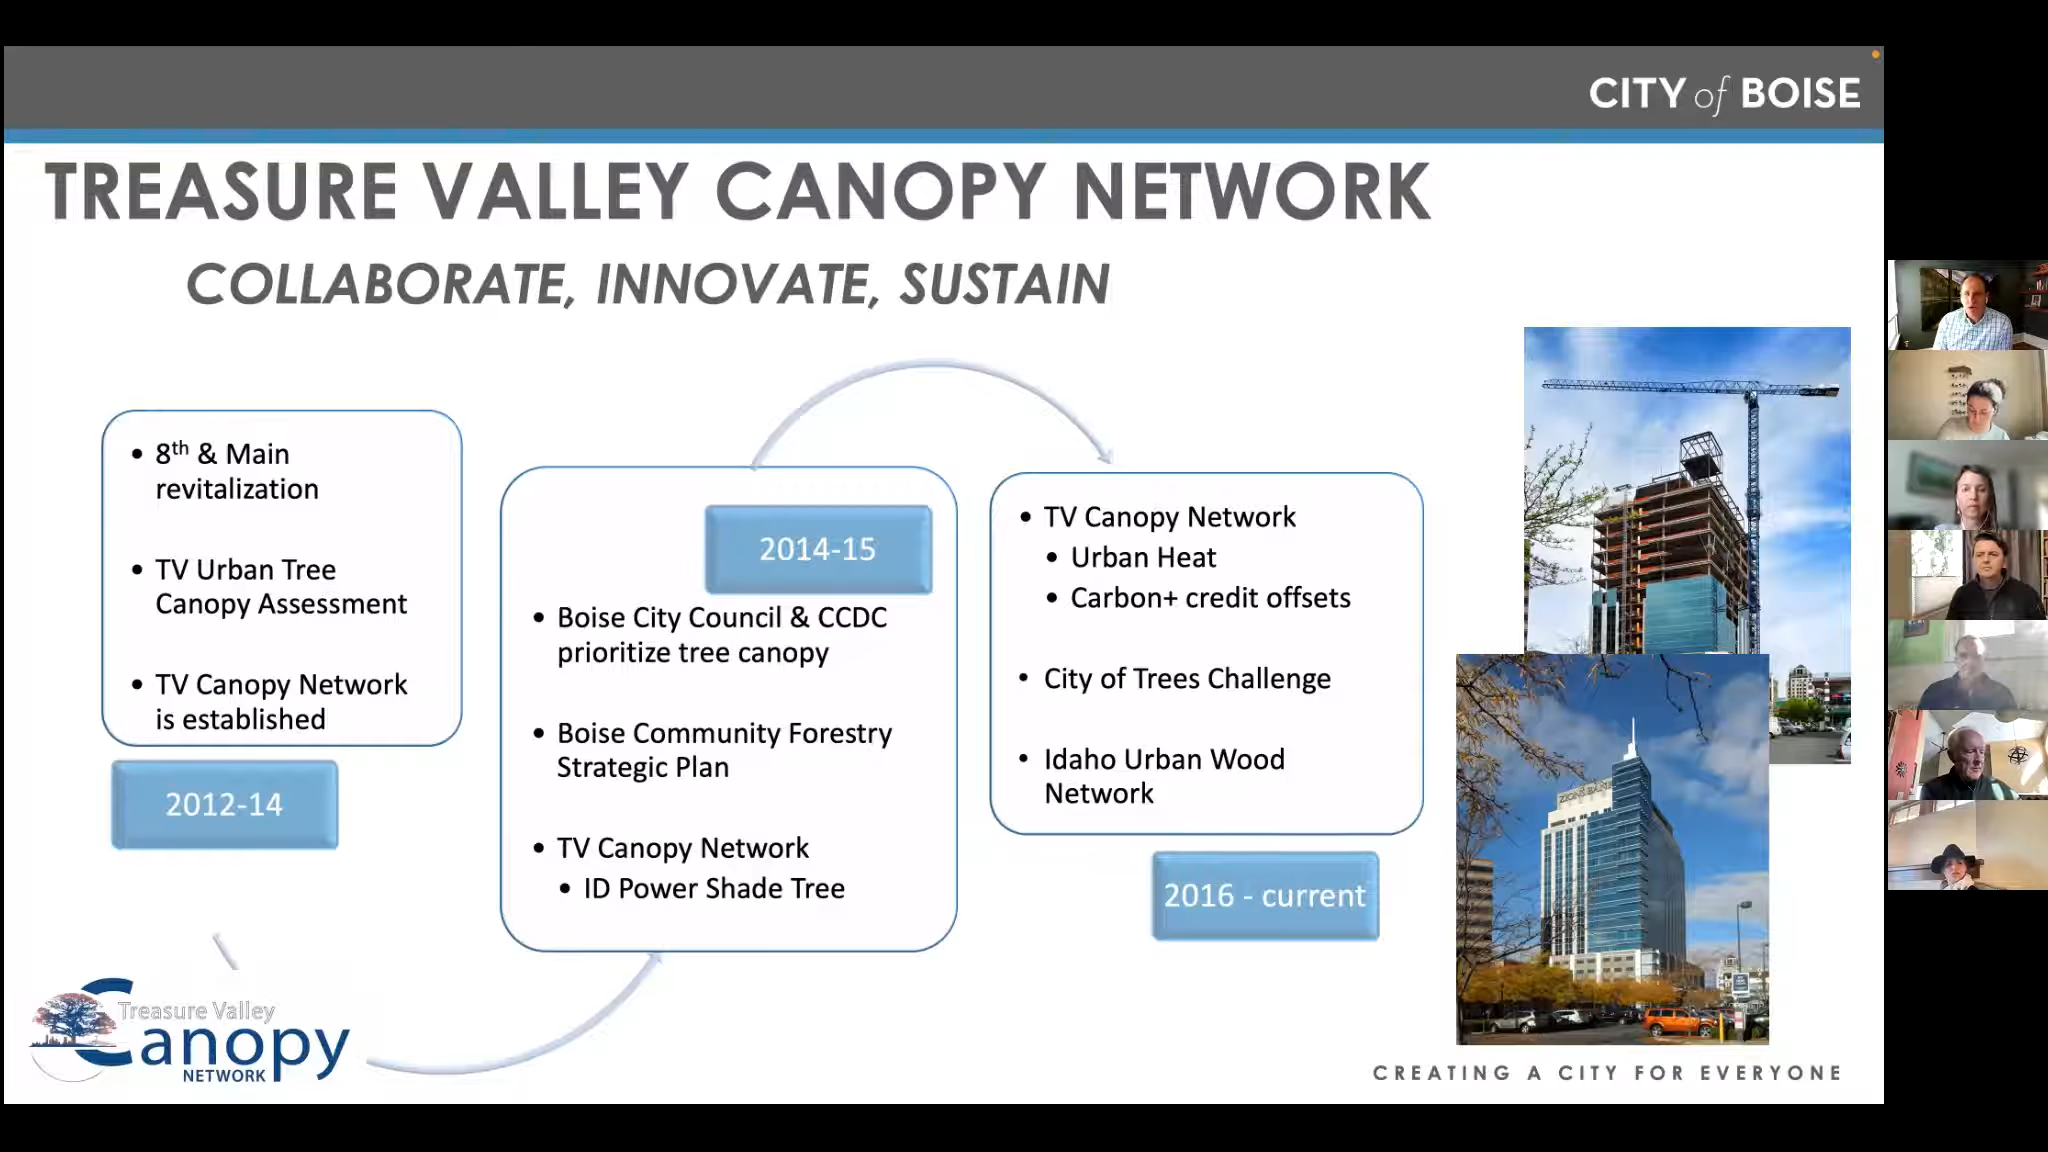 CITY of BOISE
TREASURE VALLEY CANOPY NETWORK
COLLABORATE, INNOVATE, SUSTAIN
• 8th & Main
revitalization
• TV Urban Tree
Canopy Assessment
• TV Canopy Network
is established
2012-14
2014-15
• Boise City Council & CCDC
prioritize tree canopy
• Boise Community Forestry
Strategic Plan
• TV Canopy Network
• ID Power Shade Tree
• TV Canopy Network
• Urban Heat
• Carbon+ credit offsets
• City of Trees Challenge
• Idaho Urban Wood
Network
2016 - current
ZIONS BANK
Treasure Valley
Canopy
NETWORK
CREATING A CITY FOR EVERYONE